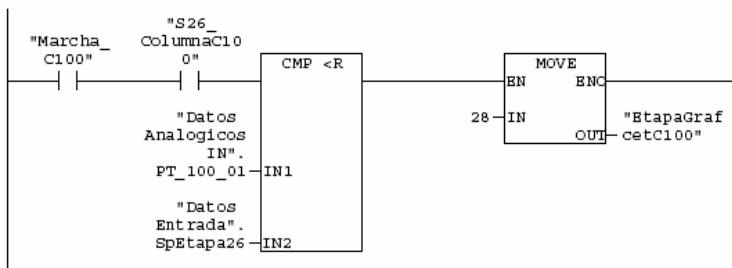 "Marcha_
C100"
"S26_
ColumnaC10
0"
CMP <R
"Datos
Analogicos
IN".
PT_100_01
IN1
"Datos
Entrada".
SpEtapa26
IN2
MOVE
EN
ENO
28
IN
OUT
"EtapaGraf
cetC100"